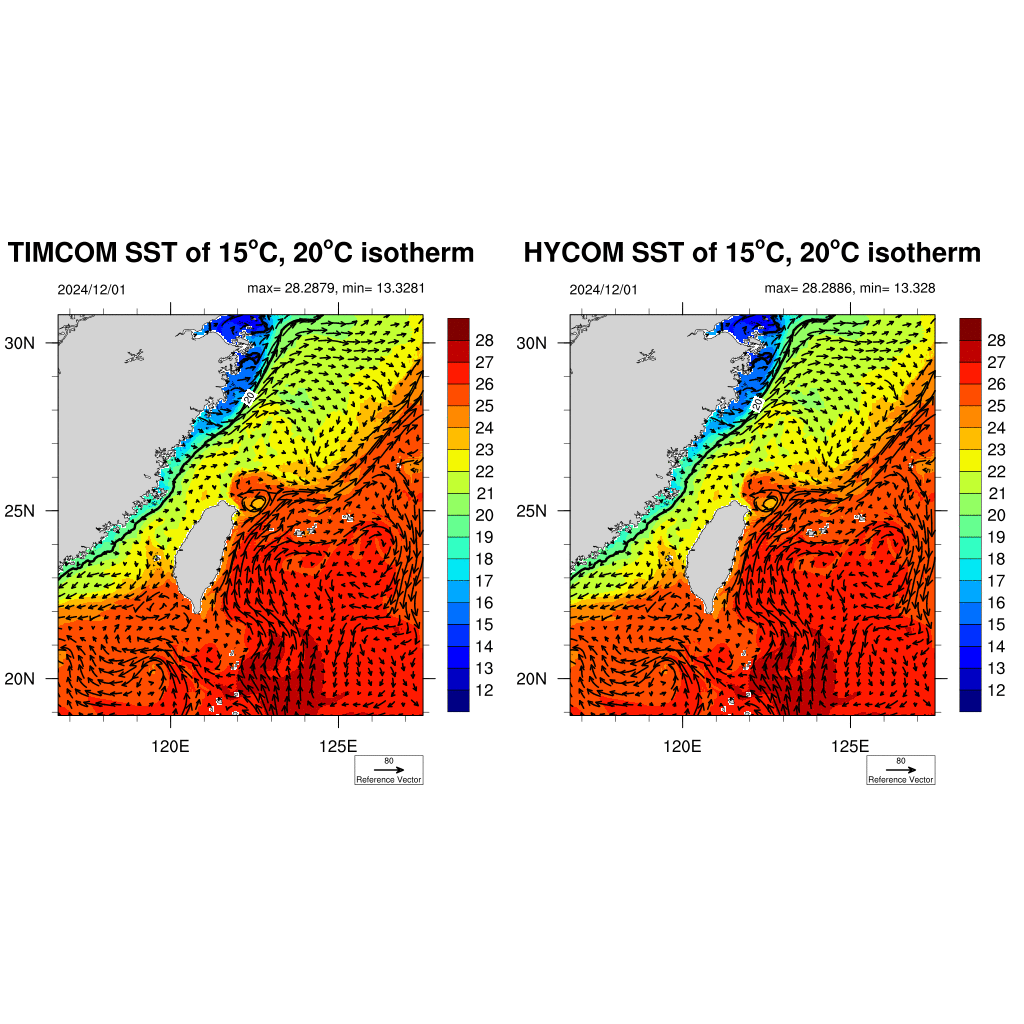 TIMCOM SST of 15°C, 20°C isotherm
2024/12/01
max= 28.2879, min= 13.3281
30N
25N
20N
120E
125E
20
28
27
26
25
24
23
22
21
20
19
18
17
16
15
14
13
12
80
Reference Vector
HYCOM SST of 15°C, 20°C isotherm
2024/12/01
max= 28.2886, min= 13.328
30N
25N
20N
120E
125E
20
28
27
26
25
24
23
22
21
20
19
18
17
16
15
14
13
12
80
Reference Vector